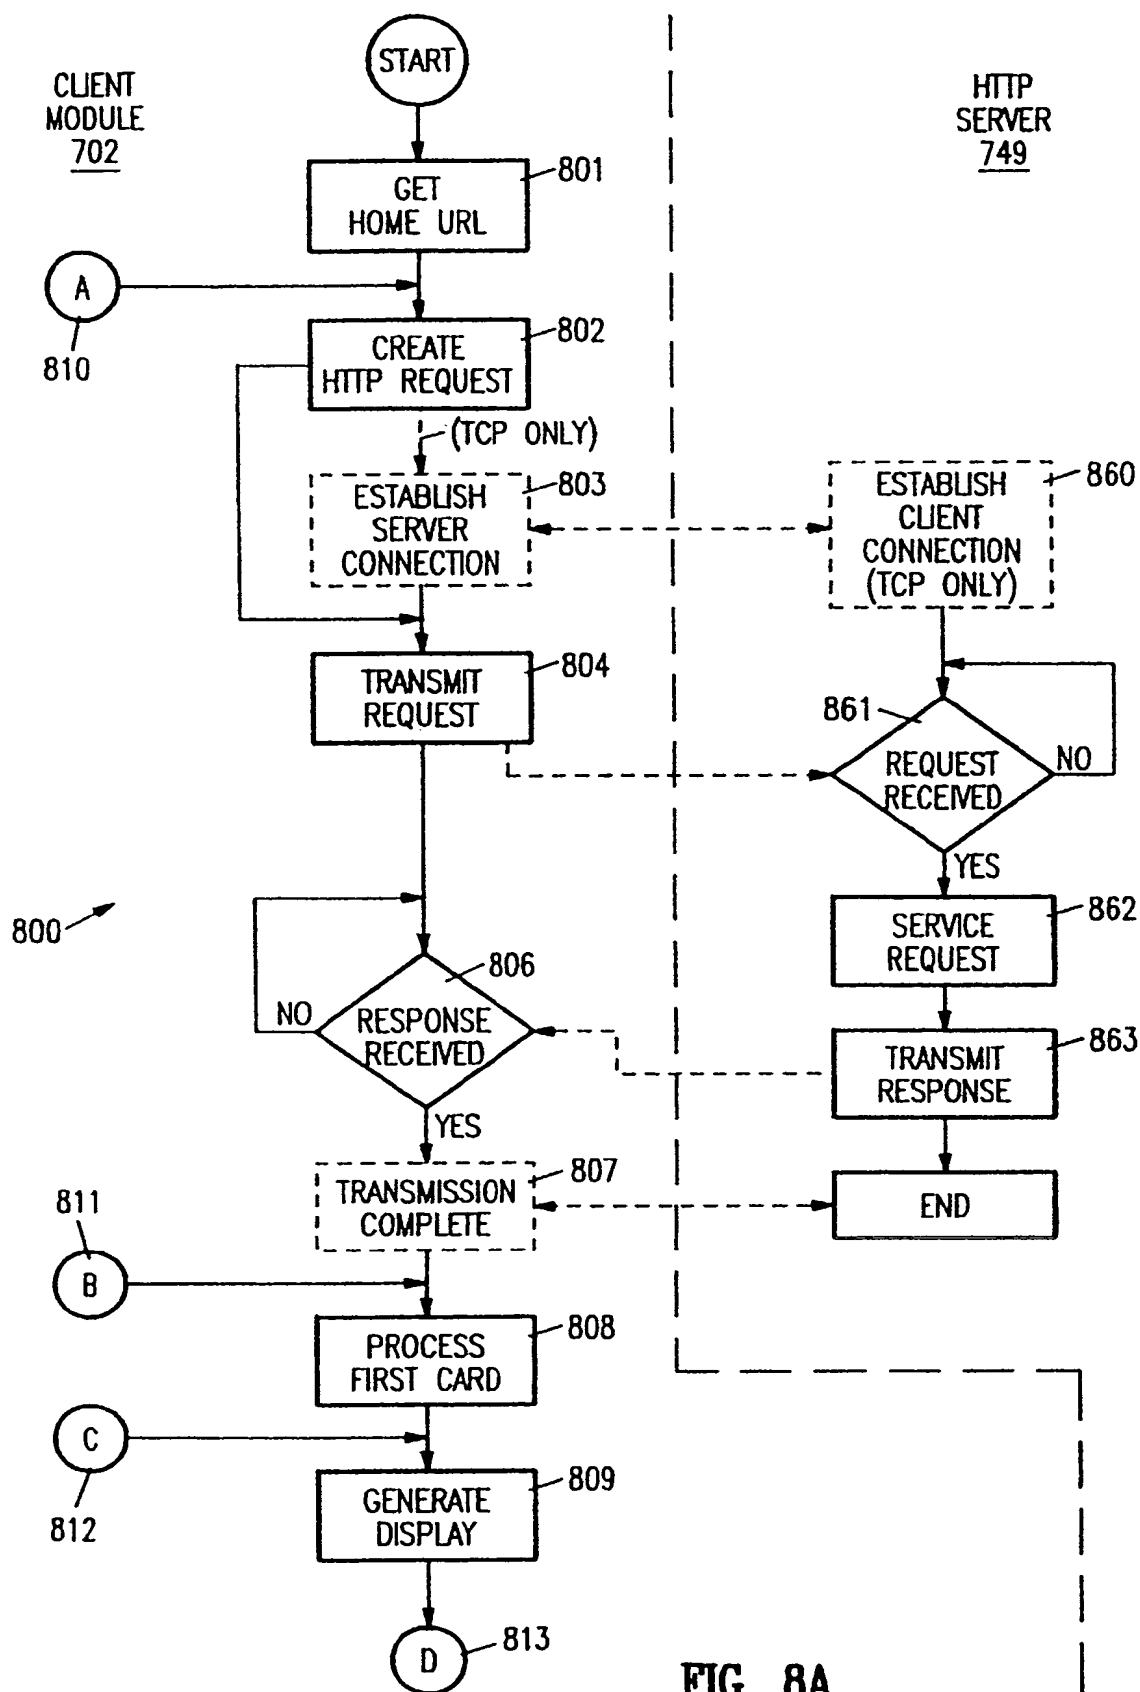 START
CLIENT
MODULE
702
HTTP
SERVER
749
801
GET
HOME URL
A
810
802
CREATE
HTTP REQUEST
(TCP ONLY)
803
ESTABLISH
SERVER
CONNECTION
860
ESTABLISH
CLIENT
CONNECTION
(TCP ONLY)
804
TRANSMIT
REQUEST
861
REQUEST
RECEIVED
NO
YES
862
SERVICE
REQUEST
800
806
RESPONSE
RECEIVED
NO
YES
863
TRANSMIT
RESPONSE
807
TRANSMISSION
COMPLETE
END
811
B
808
PROCESS
FIRST CARD
C
812
809
GENERATE
DISPLAY
D
813
FIG. 8A